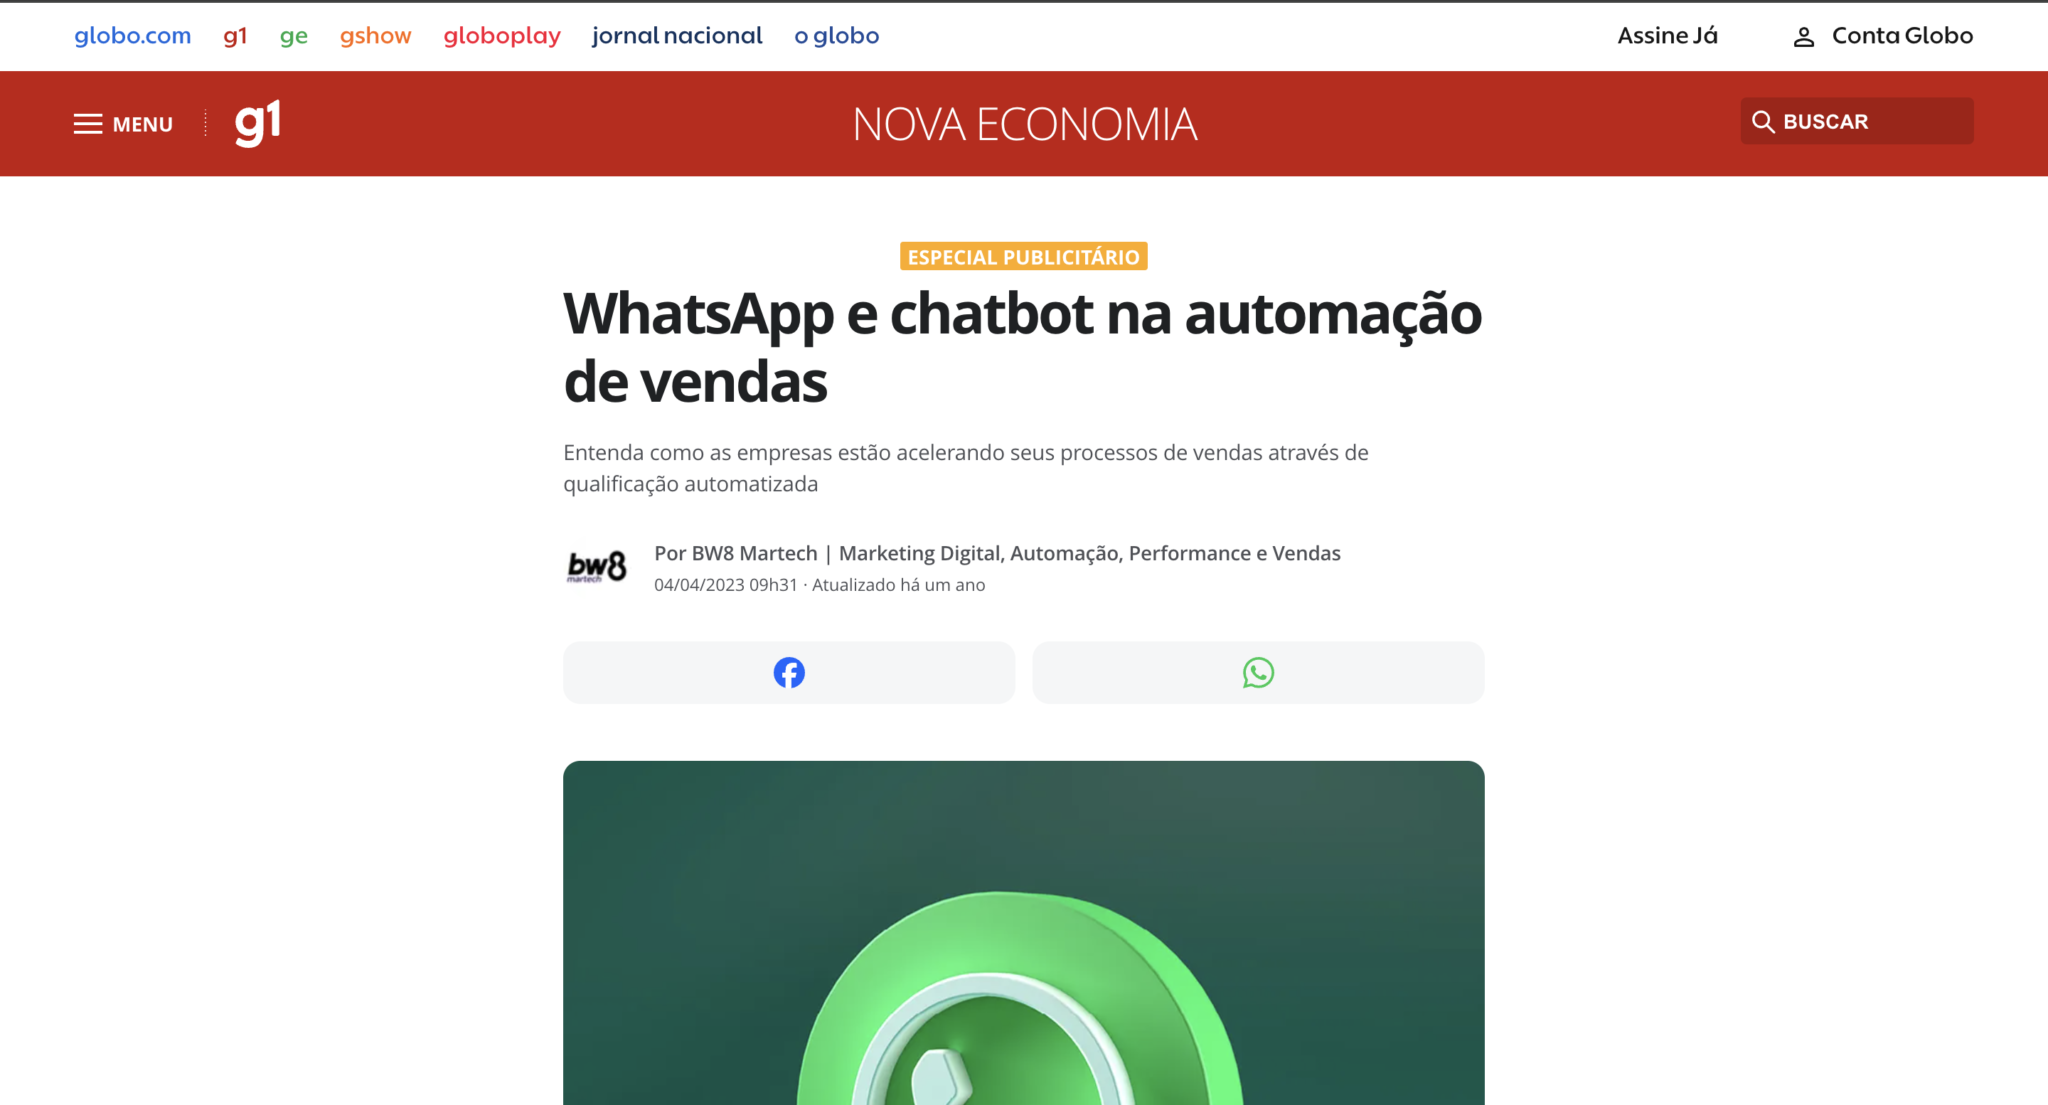 globo.com g1 ge gshow globoplay jornal nacional o globo Assine Já Conta Globo
MENU g1 NOVA ECONOMIA BUSCAR
ESPECIAL PUBLICITÁRIO
WhatsApp e chatbot na automação
de vendas
Entenda como as empresas estão acelerando seus processos de vendas através de
qualificação automatizada
bw8
martech
Por BW8 Martech | Marketing Digital, Automação, Performance e Vendas
04/04/2023 09h31 · Atualizado há um ano